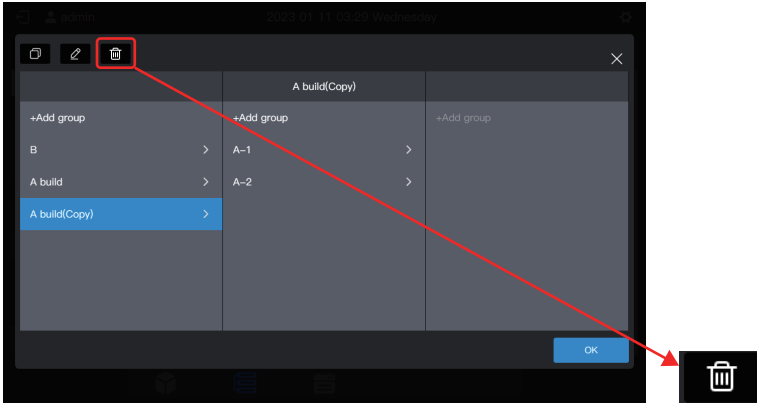 admin
2023 01 11 03:29 Wednesday
A build(Copy)
+Add group
+Add group
+Add group
B
A-1
A build
A-2
A build(Copy)
OK